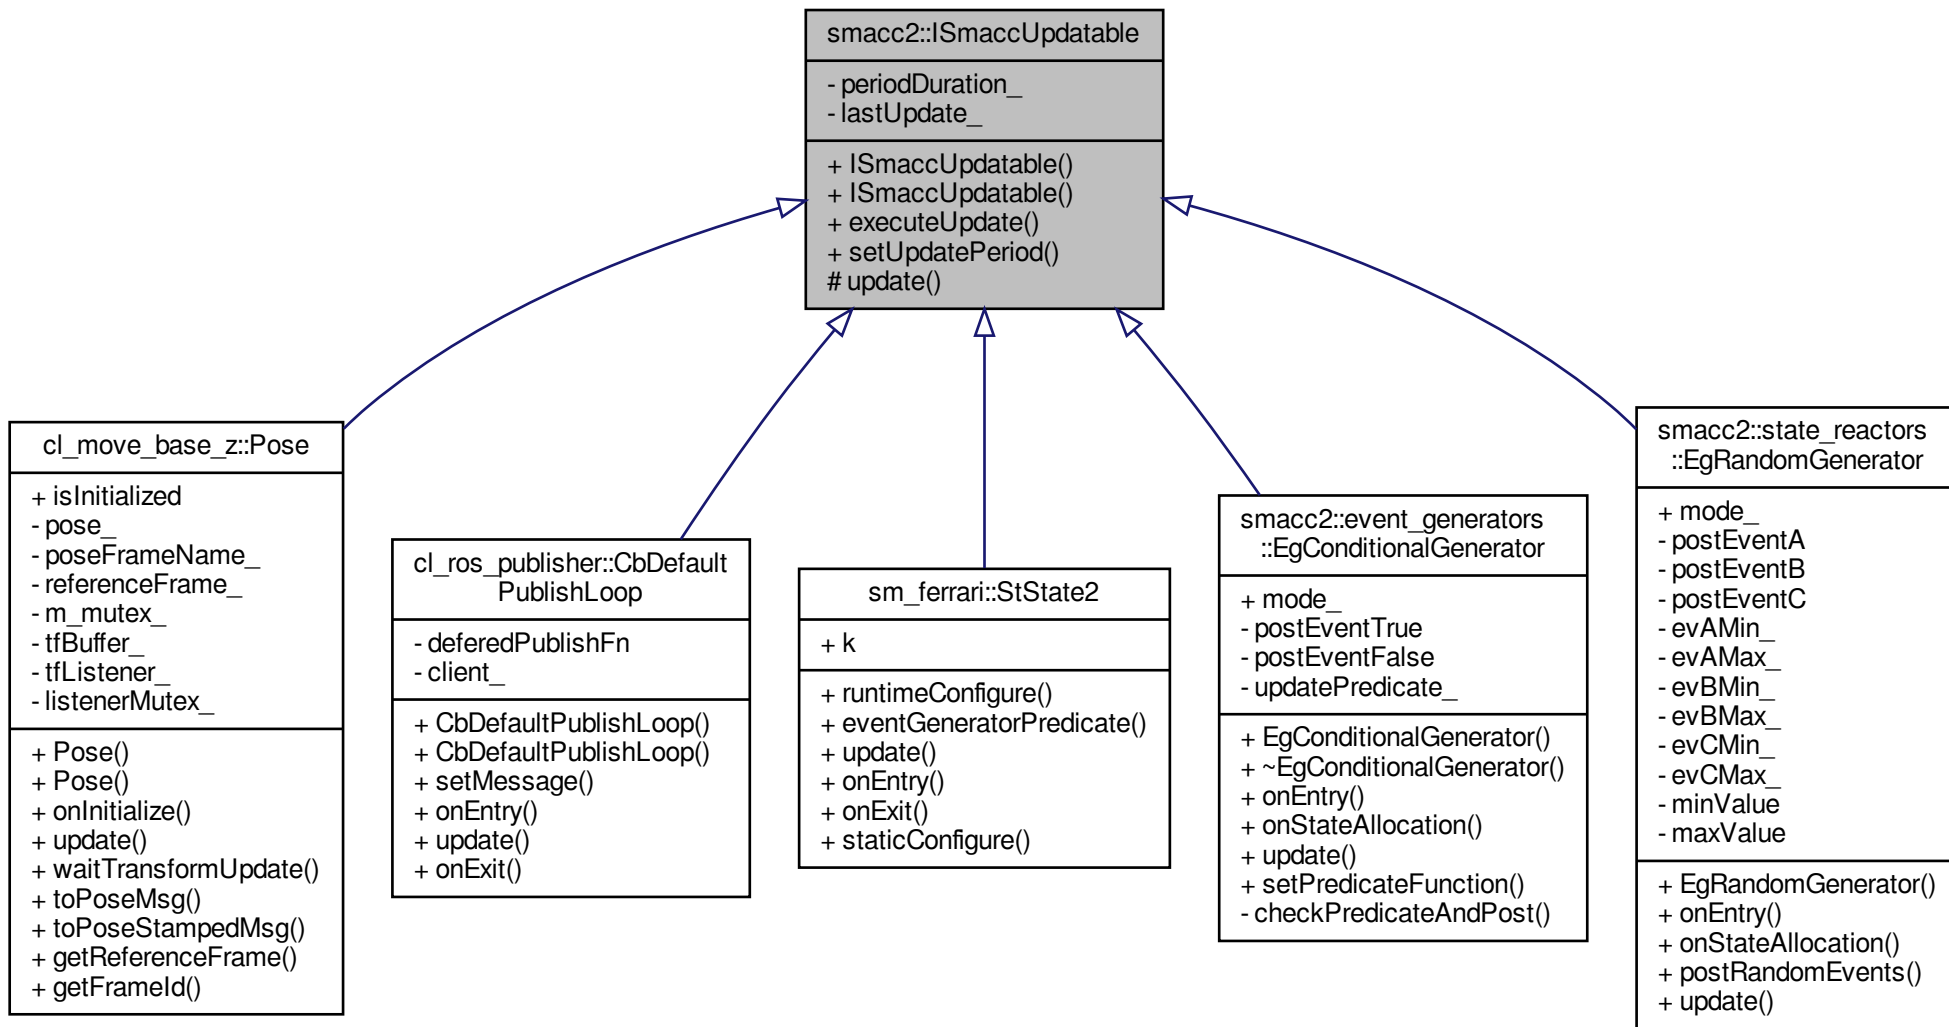 smacc2::ISmaccUpdatable
- periodDuration_
- lastUpdate_
+ ISmaccUpdatable()
+ ISmaccUpdatable()
+ executeUpdate()
+ setUpdatePeriod()
# update()
cl_move_base_z::Pose
+ isInitialized
- pose_
- poseFrameName_
- referenceFrame_
- m_mutex_
- tfBuffer_
- tfListener_
- listenerMutex_
+ Pose()
+ Pose()
+ onInitialize()
+ update()
+ waitTransformUpdate()
+ toPoseMsg()
+ toPoseStampedMsg()
+ getReferenceFrame()
+ getFrameId()
cl_ros_publisher::CbDefault
PublishLoop
- deferedPublishFn
- client_
+ CbDefaultPublishLoop()
+ CbDefaultPublishLoop()
+ setMessage()
+ onEntry()
+ update()
+ onExit()
sm_ferrari::StState2
+ k
+ runtimeConfigure()
+ eventGeneratorPredicate()
+ update()
+ onEntry()
+ onExit()
+ staticConfigure()
smacc2::event_generators
::EgConditionalGenerator
+ mode_
- postEventTrue
- postEventFalse
- updatePredicate_
+ EgConditionalGenerator()
+ ~EgConditionalGenerator()
+ onEntry()
+ onStateAllocation()
+ update()
+ setPredicateFunction()
- checkPredicateAndPost()
smacc2::state_reactors
::EgRandomGenerator
+ mode_
- postEventA
- postEventB
- postEventC
- evAMin_
- evAMax_
- evBMin_
- evBMax_
- evCMin_
- evCMax_
- minValue
- maxValue
+ EgRandomGenerator()
+ onEntry()
+ onStateAllocation()
+ postRandomEvents()
+ update()